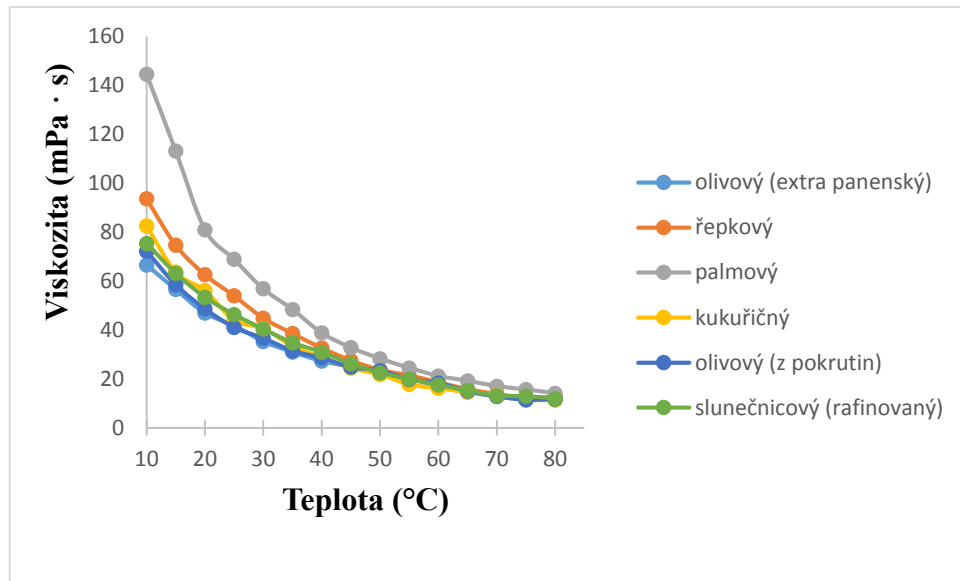 160
140
120
100
80
60
40
20
0
Viskozita (mPa · s)
10 20 30 40 50 60 70 80
Teplota (°C)
olivový (extra panenský)
řepkový
palmový
kukuřičný
olivový (z pokrutin)
slunečnicový (rafinovaný)